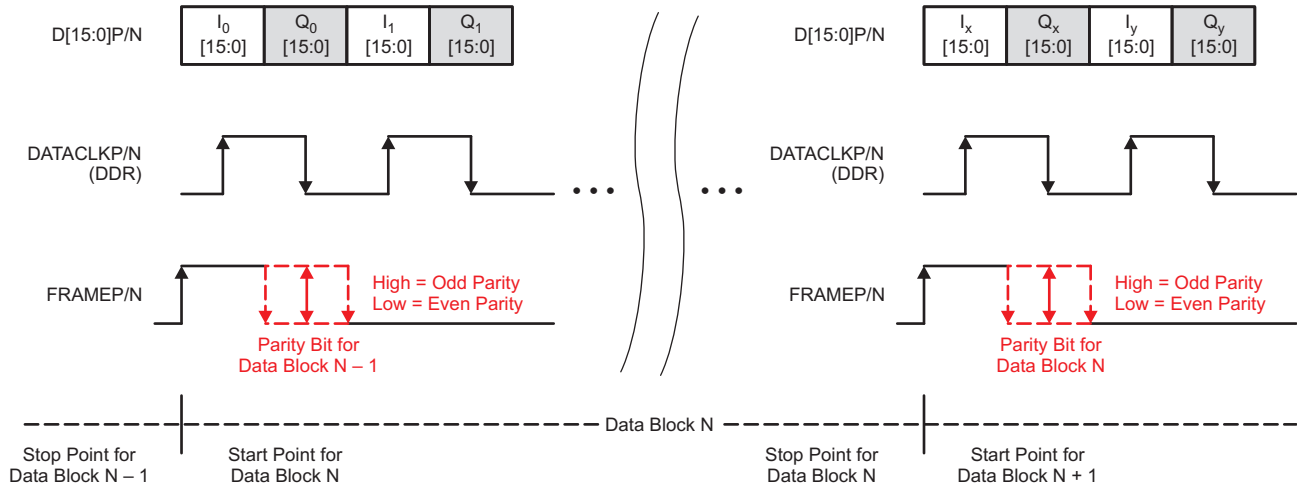 D[15:0]P/N
I0
[15:0]
Q0
[15:0]
I1
[15:0]
Q1
[15:0]
D[15:0]P/N
Ix
[15:0]
Qx
[15:0]
Iy
[15:0]
Qy
[15:0]
DATACLKP/N
(DDR)
DATACLKP/N
(DDR)
FRAMEP/N
High = Odd Parity
Low = Even Parity
Parity Bit for
Data Block N – 1
FRAMEP/N
High = Odd Parity
Low = Even Parity
Parity Bit for
Data Block N
Data Block N
Stop Point for
Data Block N – 1
Start Point for
Data Block N
Stop Point for
Data Block N
Start Point for
Data Block N + 1